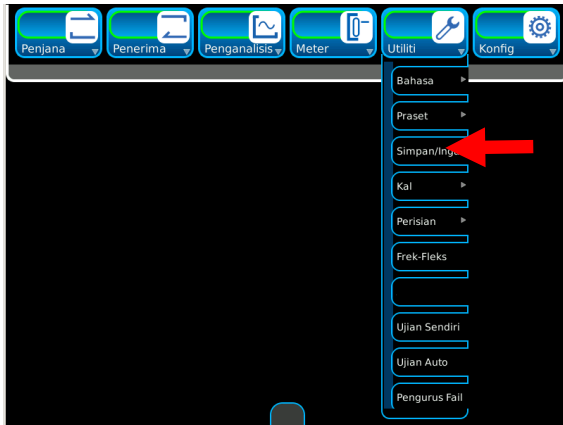 Penjana
Penerima
Penganalisis
Meter
Utiliti
Konfig
Bahasa
Praset
Kal
Perisian
Frek-Fleks
Ujian Sendiri
Ujian Auto
Pengurus Fail